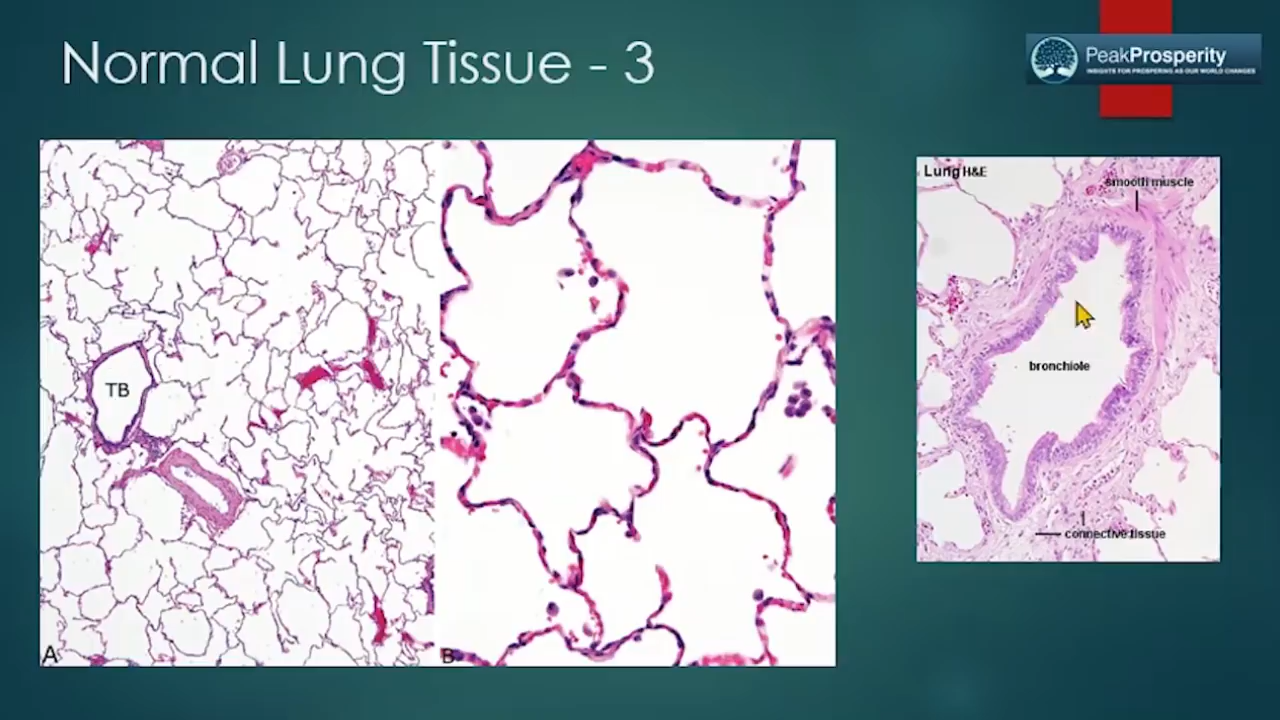 Normal Lung Tissue - 3
PeakProsperity
INSIGHTS FOR PROSPERING AS OUR WORLD CHANGES
TB
A
B
Lung H&E
smooth muscle
bronchiole
connective tissue